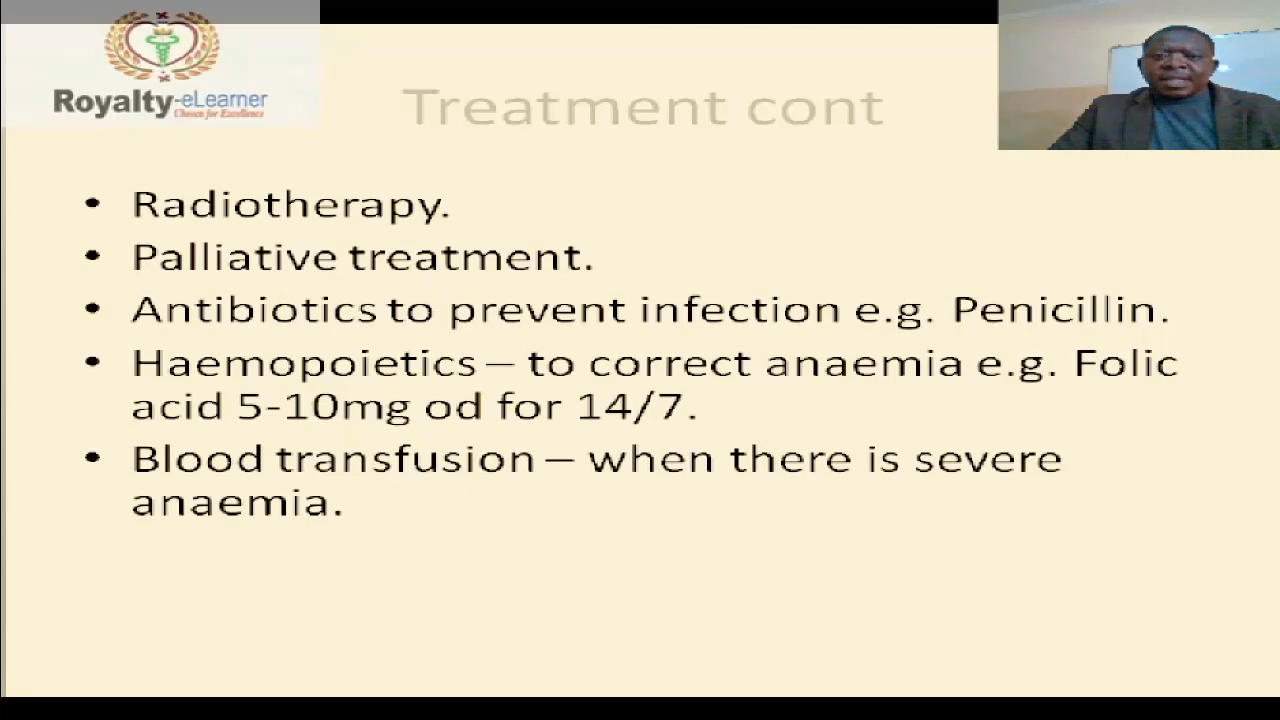 Royalty-eLearner
Chosen for Excellence
Treatment cont
• Radiotherapy.
• Palliative treatment.
• Antibiotics to prevent infection e.g. Penicillin.
• Haemopoietics – to correct anaemia e.g. Folic
acid 5-10mg od for 14/7.
• Blood transfusion – when there is severe
anaemia.